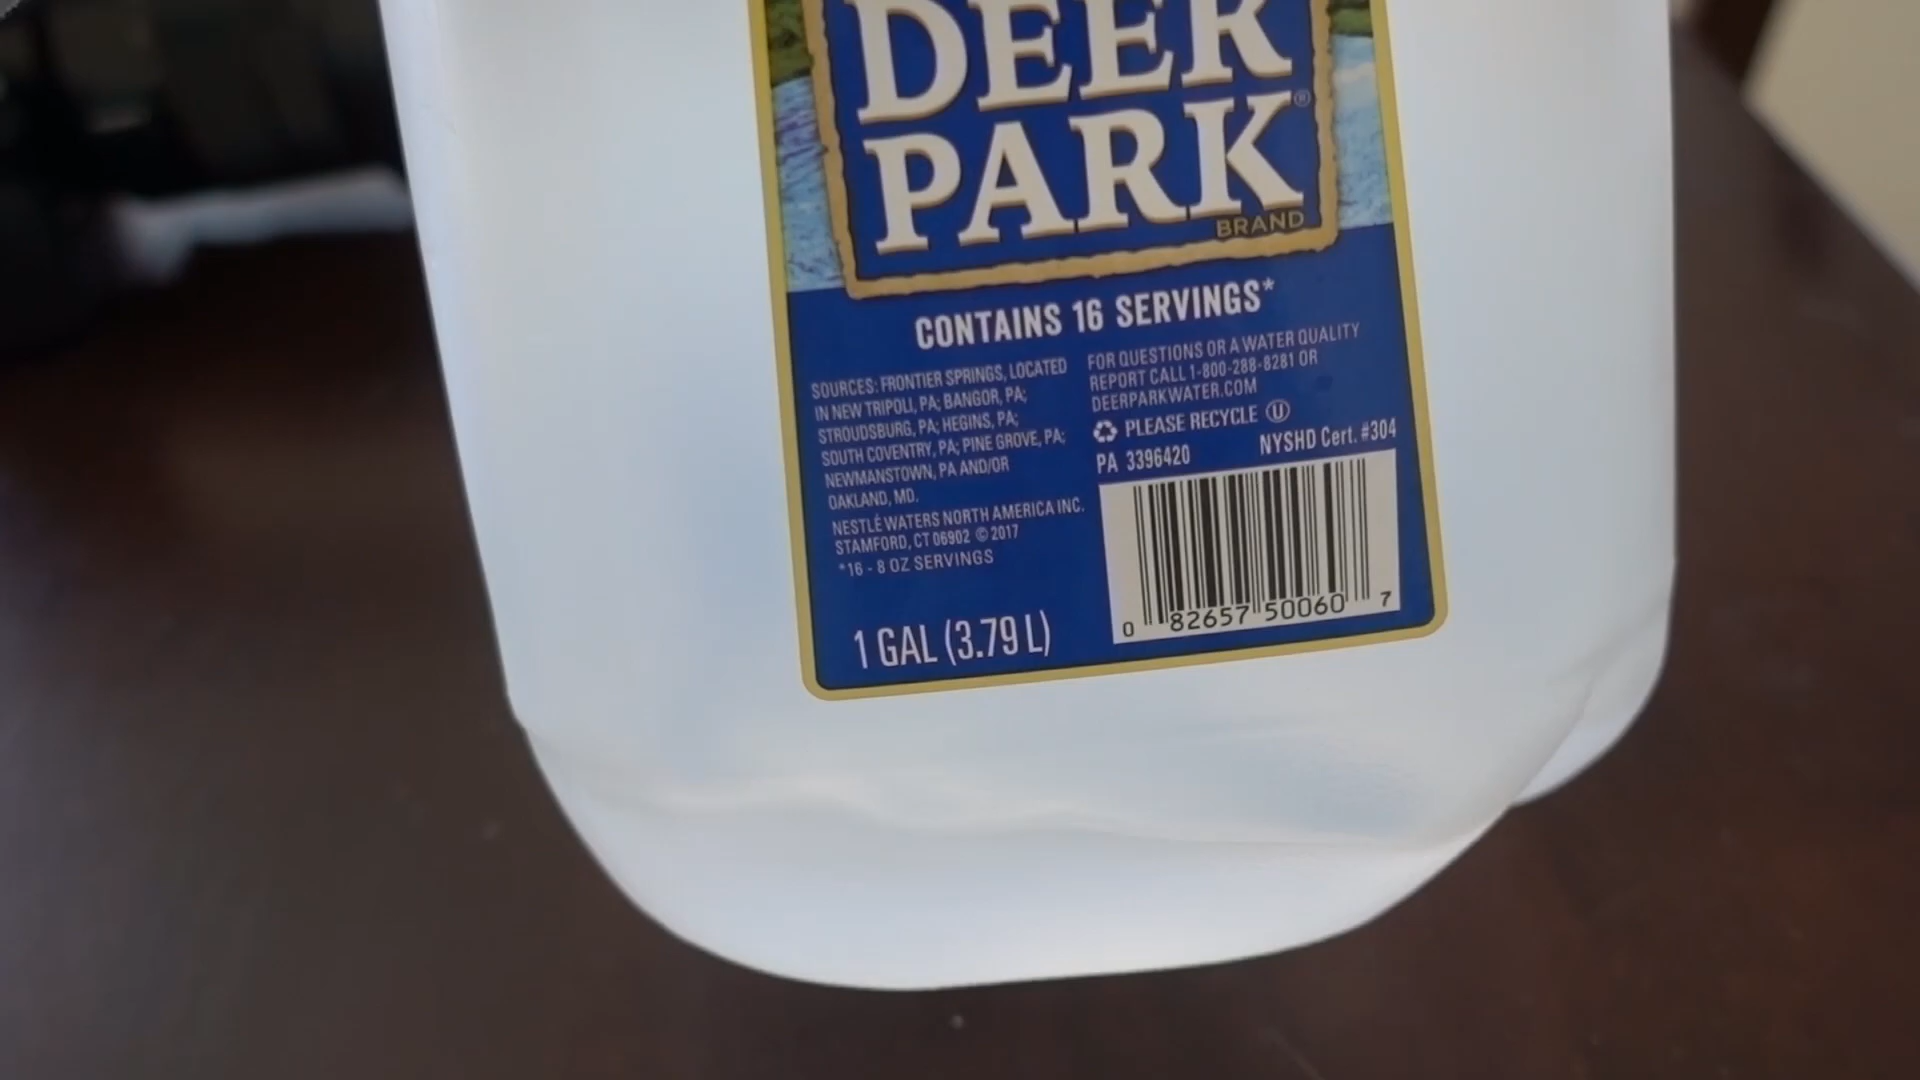 DEER
PARK®
BRAND
CONTAINS 16 SERVINGS*
SOURCES: FRONTIER SPRINGS, LOCATED
IN NEW TRIPOLI, PA; BANGOR, PA;
STROUDSBURG, PA; HEGINS, PA;
SOUTH COVENTRY, PA; PINE GROVE, PA;
NEWMANSTOWN, PA AND/OR
OAKLAND, MD.
NESTLÉ WATERS NORTH AMERICA INC.
STAMFORD, CT 06902 © 2017
*16 - 8 OZ SERVINGS
1 GAL (3.79 L)
FOR QUESTIONS OR A WATER QUALITY
REPORT CALL 1-800-288-8281 OR
DEERPARKWATER.COM
PLEASE RECYCLE U
PA 3396420 NYSHD Cert. #304
0 82657 50060 7